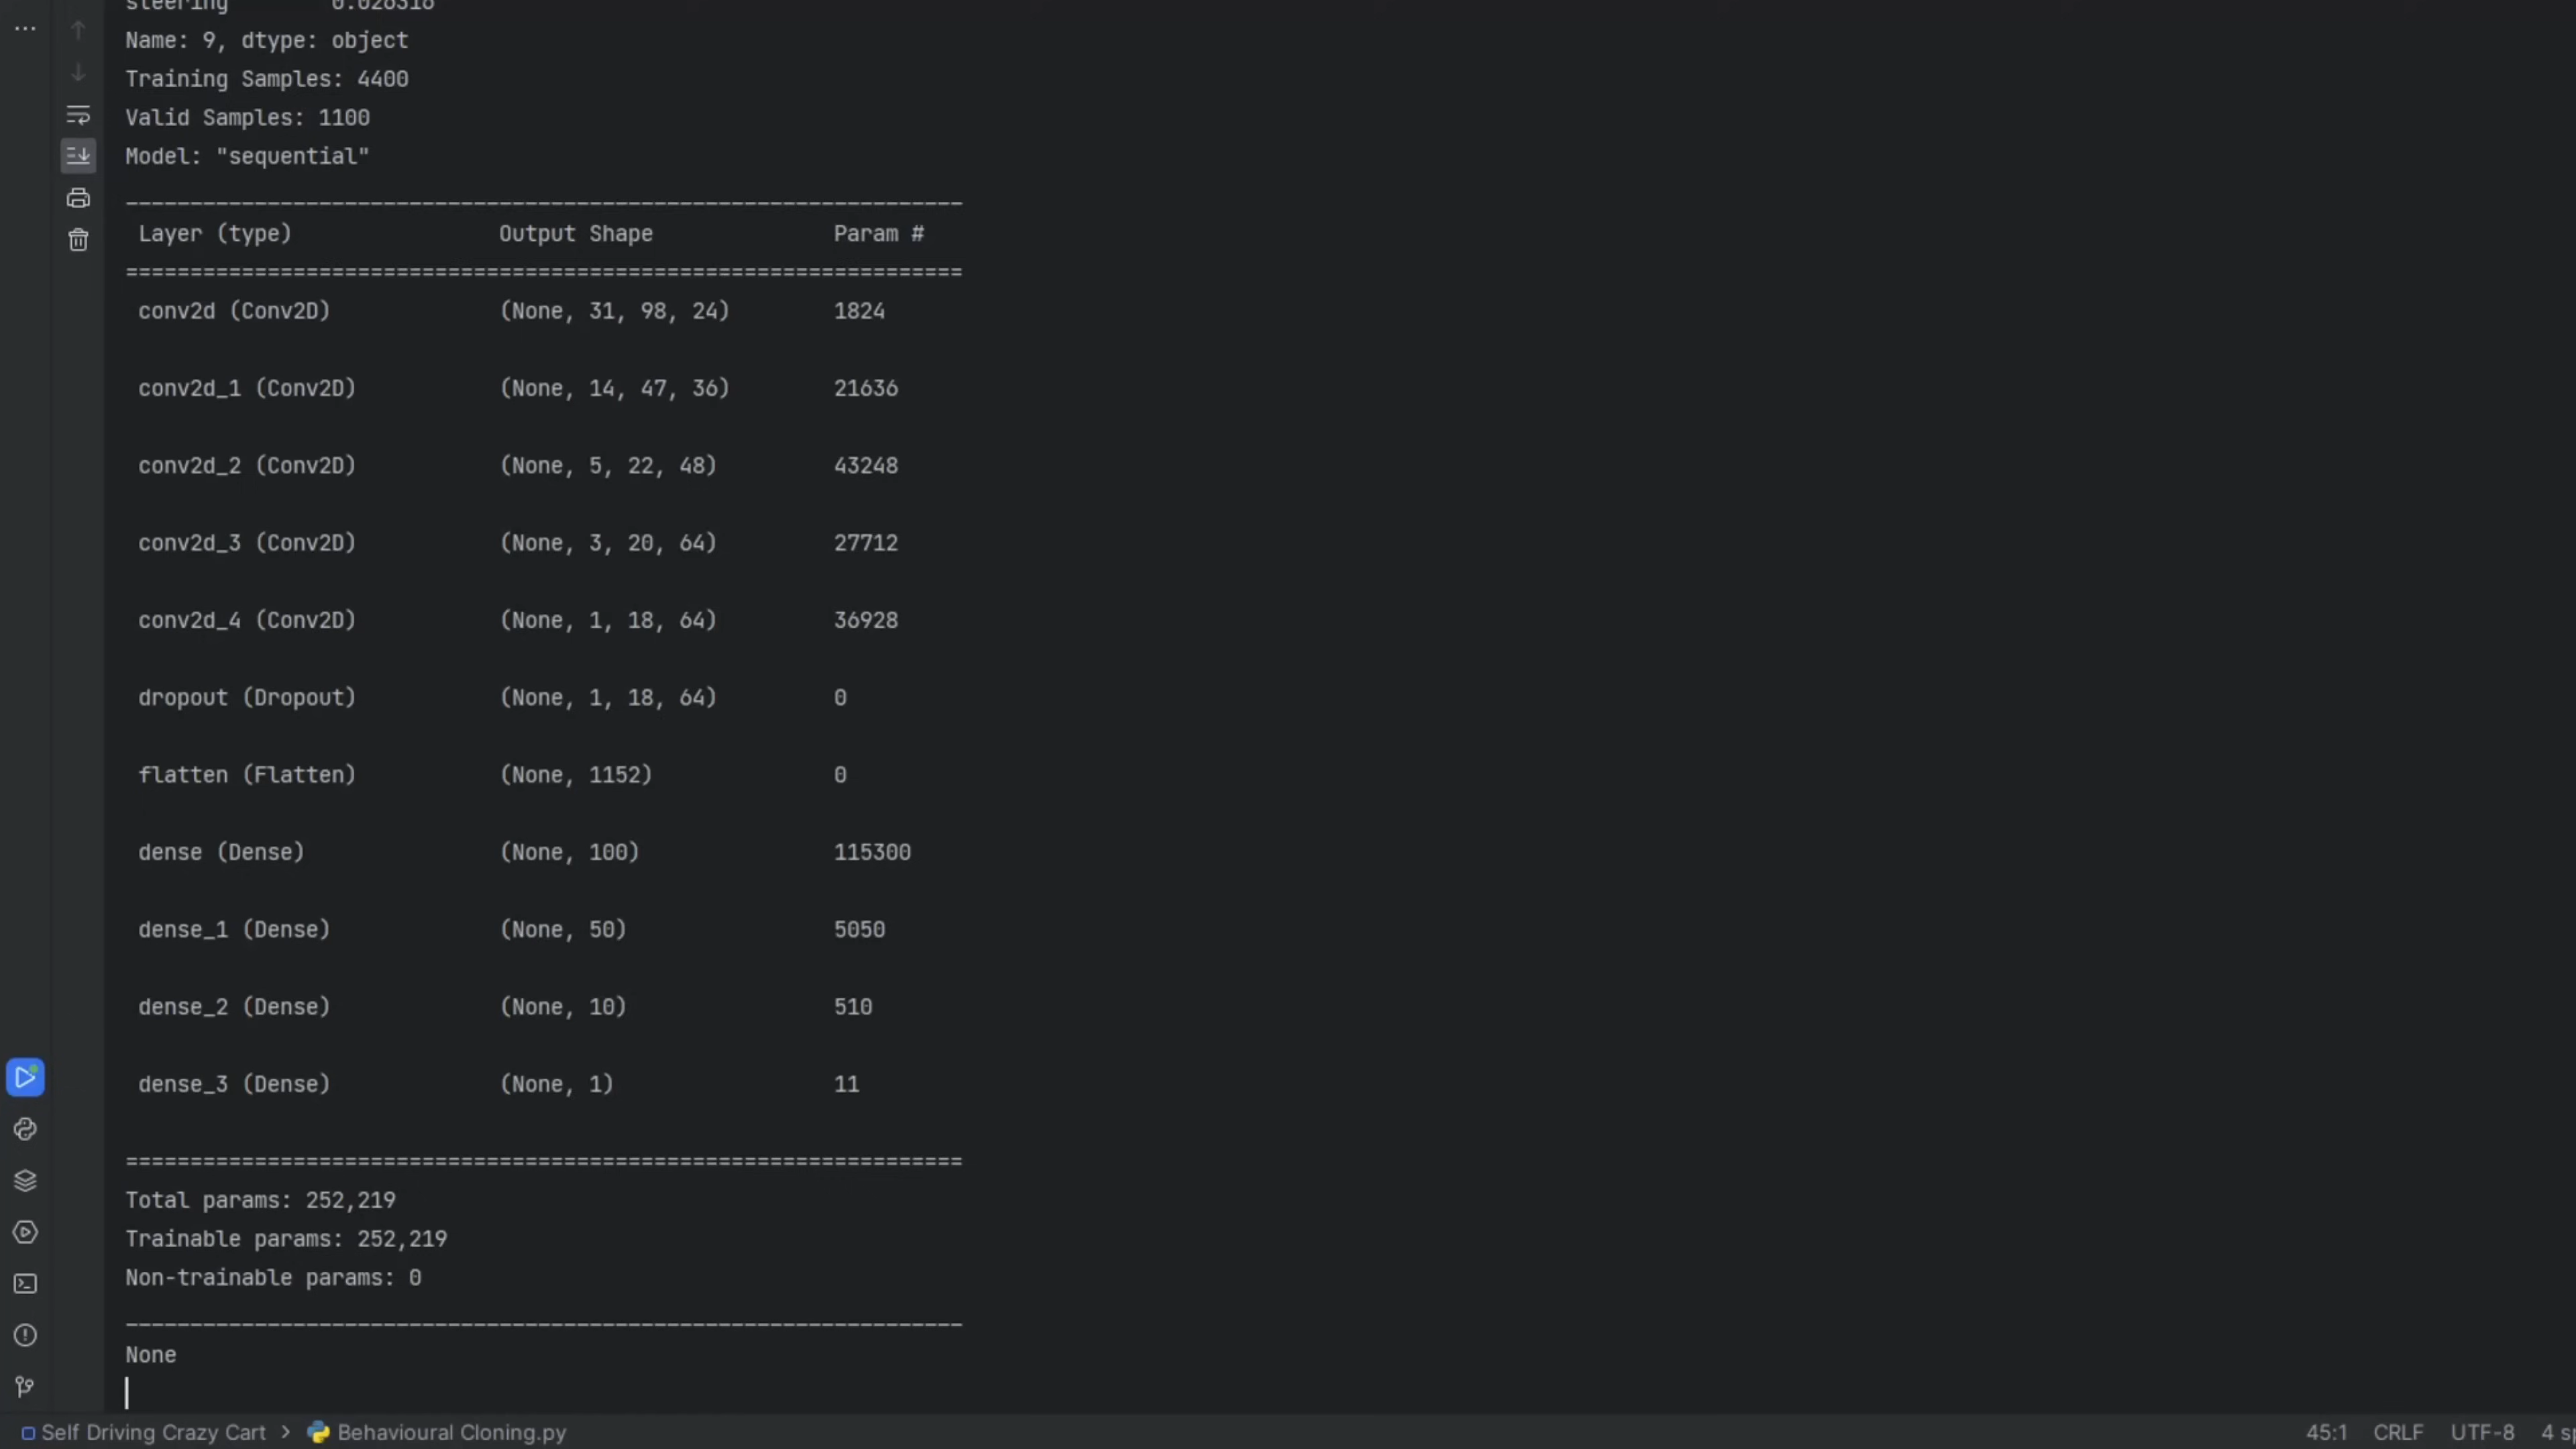 steering 0.026316
Name: 9, dtype: object
Training Samples: 4400
Valid Samples: 1100
Model: "sequential"
_________________________________________________________________
Layer (type) Output Shape Param #
=================================================================
conv2d (Conv2D) (None, 31, 98, 24) 1824
conv2d_1 (Conv2D) (None, 14, 47, 36) 21636
conv2d_2 (Conv2D) (None, 5, 22, 48) 43248
conv2d_3 (Conv2D) (None, 3, 20, 64) 27712
conv2d_4 (Conv2D) (None, 1, 18, 64) 36928
dropout (Dropout) (None, 1, 18, 64) 0
flatten (Flatten) (None, 1152) 0
dense (Dense) (None, 100) 115300
dense_1 (Dense) (None, 50) 5050
dense_2 (Dense) (None, 10) 510
dense_3 (Dense) (None, 1) 11
=================================================================
Total params: 252,219
Trainable params: 252,219
Non-trainable params: 0
_________________________________________________________________
None
Self Driving Crazy Cart > Behavioural Cloning.py 45:1 CRLF UTF-8 4